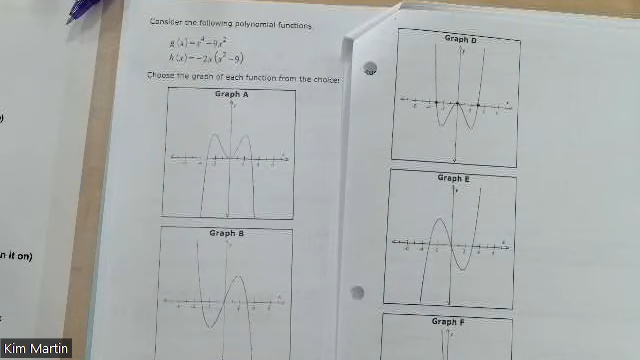 Consider the following polynomial functions.
g(x)=x⁴−9x²
h(x)=−2x(x²−9)
Choose the graph of each function from the choices
Graph A
Graph B
Graph D
Graph E
Graph F
n it on)
Kim Martin